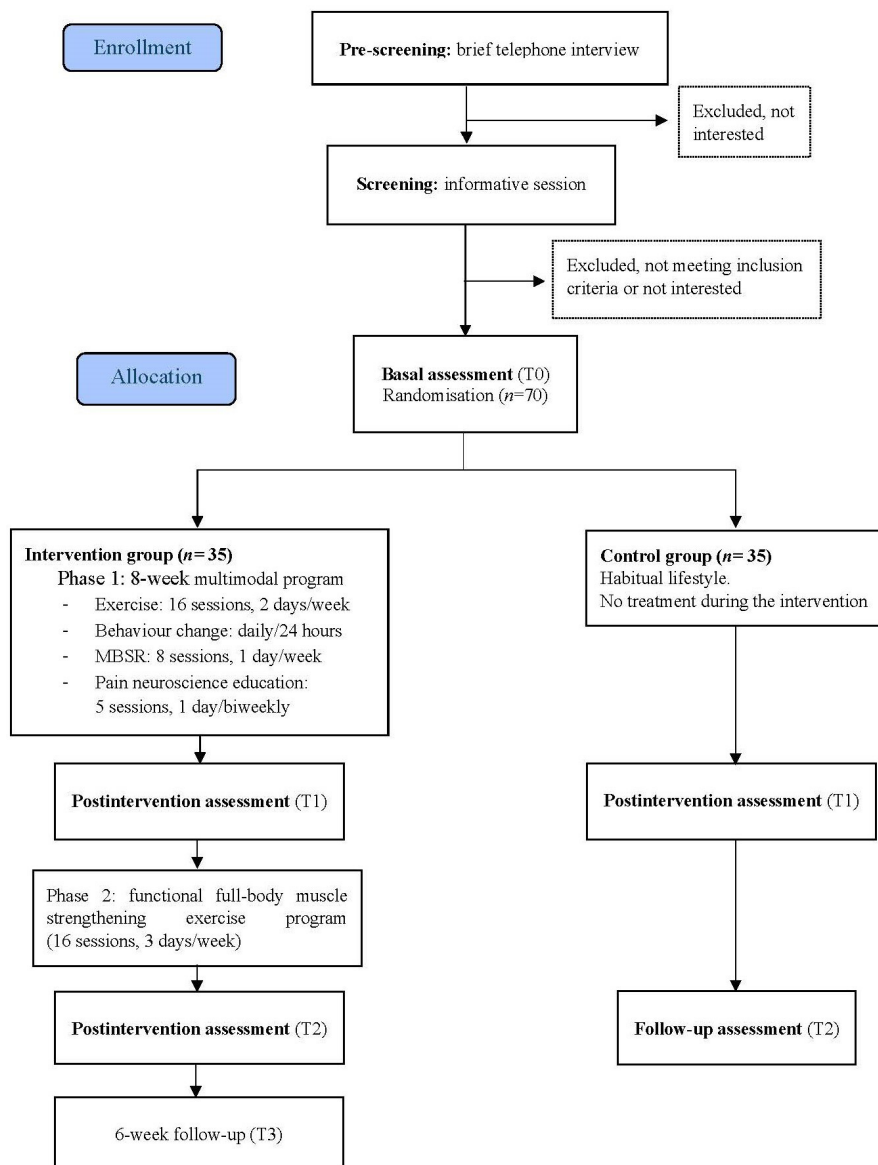 Enrollment
Pre-screening: brief telephone interview
Excluded, not
interested
Screening: informative session
Excluded, not meeting inclusion
criteria or not interested
Allocation
Basal assessment (T0)
Randomisation (n=70)
Intervention group (n= 35)
Phase 1: 8-week multimodal program
- Exercise: 16 sessions, 2 days/week
- Behaviour change: daily/24 hours
- MBSR: 8 sessions, 1 day/week
- Pain neuroscience education:
5 sessions, 1 day/biweekly
Control group (n= 35)
Habitual lifestyle.
No treatment during the intervention
Postintervention assessment (T1)
Postintervention assessment (T1)
Phase 2: functional full-body muscle
strengthening exercise program
(16 sessions, 3 days/week)
Postintervention assessment (T2)
Follow-up assessment (T2)
6-week follow-up (T3)